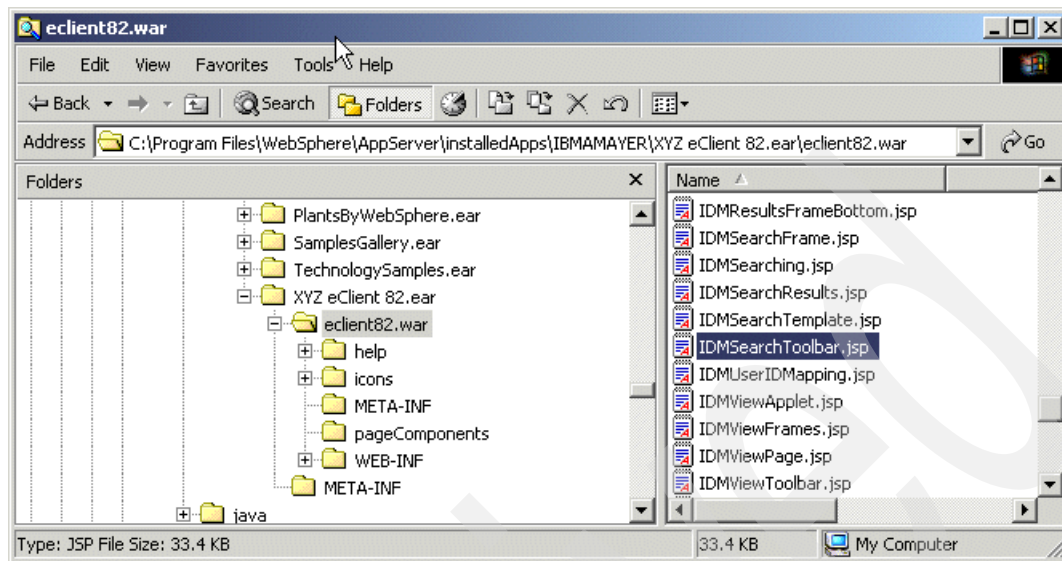 eclient82.war
File Edit View Favorites Tools Help
Back Search Folders
Address C:\Program Files\WebSphere\AppServer\installedApps\IBMAMAYER\XYZ eClient 82.ear\eclient82.war Go
Folders
PlantsByWebSphere.ear
SamplesGallery.ear
TechnologySamples.ear
XYZ eClient 82.ear
eclient82.war
help
icons
META-INF
pageComponents
WEB-INF
META-INF
java
Name
IDMResultsFrameBottom.jsp
IDMSearchFrame.jsp
IDMSearching.jsp
IDMSearchResults.jsp
IDMSearchTemplate.jsp
IDMSearchToolbar.jsp
IDMUserIDMapping.jsp
IDMViewApplet.jsp
IDMViewFrames.jsp
IDMViewPage.jsp
IDMViewToolbar.jsp
Type: JSP File Size: 33.4 KB 33.4 KB My Computer